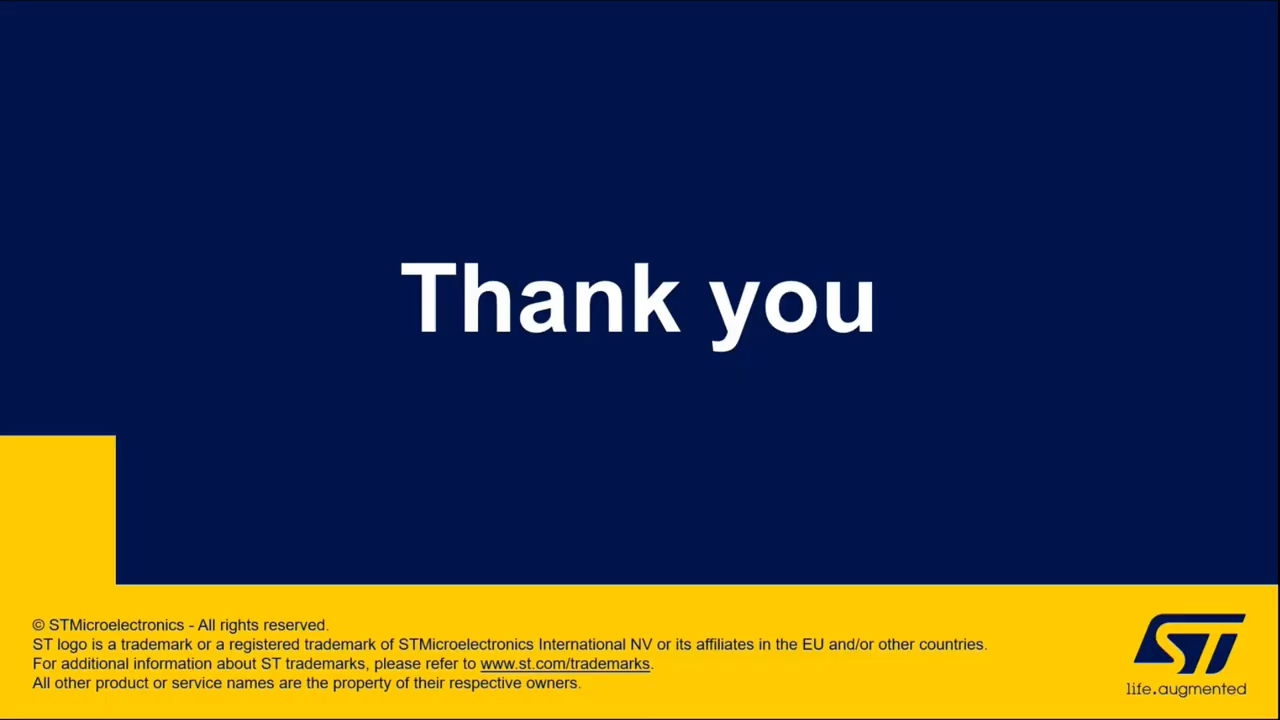 Thank you
© STMicroelectronics - All rights reserved.
ST logo is a trademark or a registered trademark of STMicroelectronics International NV or its affiliates in the EU and/or other countries.
For additional information about ST trademarks, please refer to www.st.com/trademarks.
All other product or service names are the property of their respective owners.
ST
life.augmented